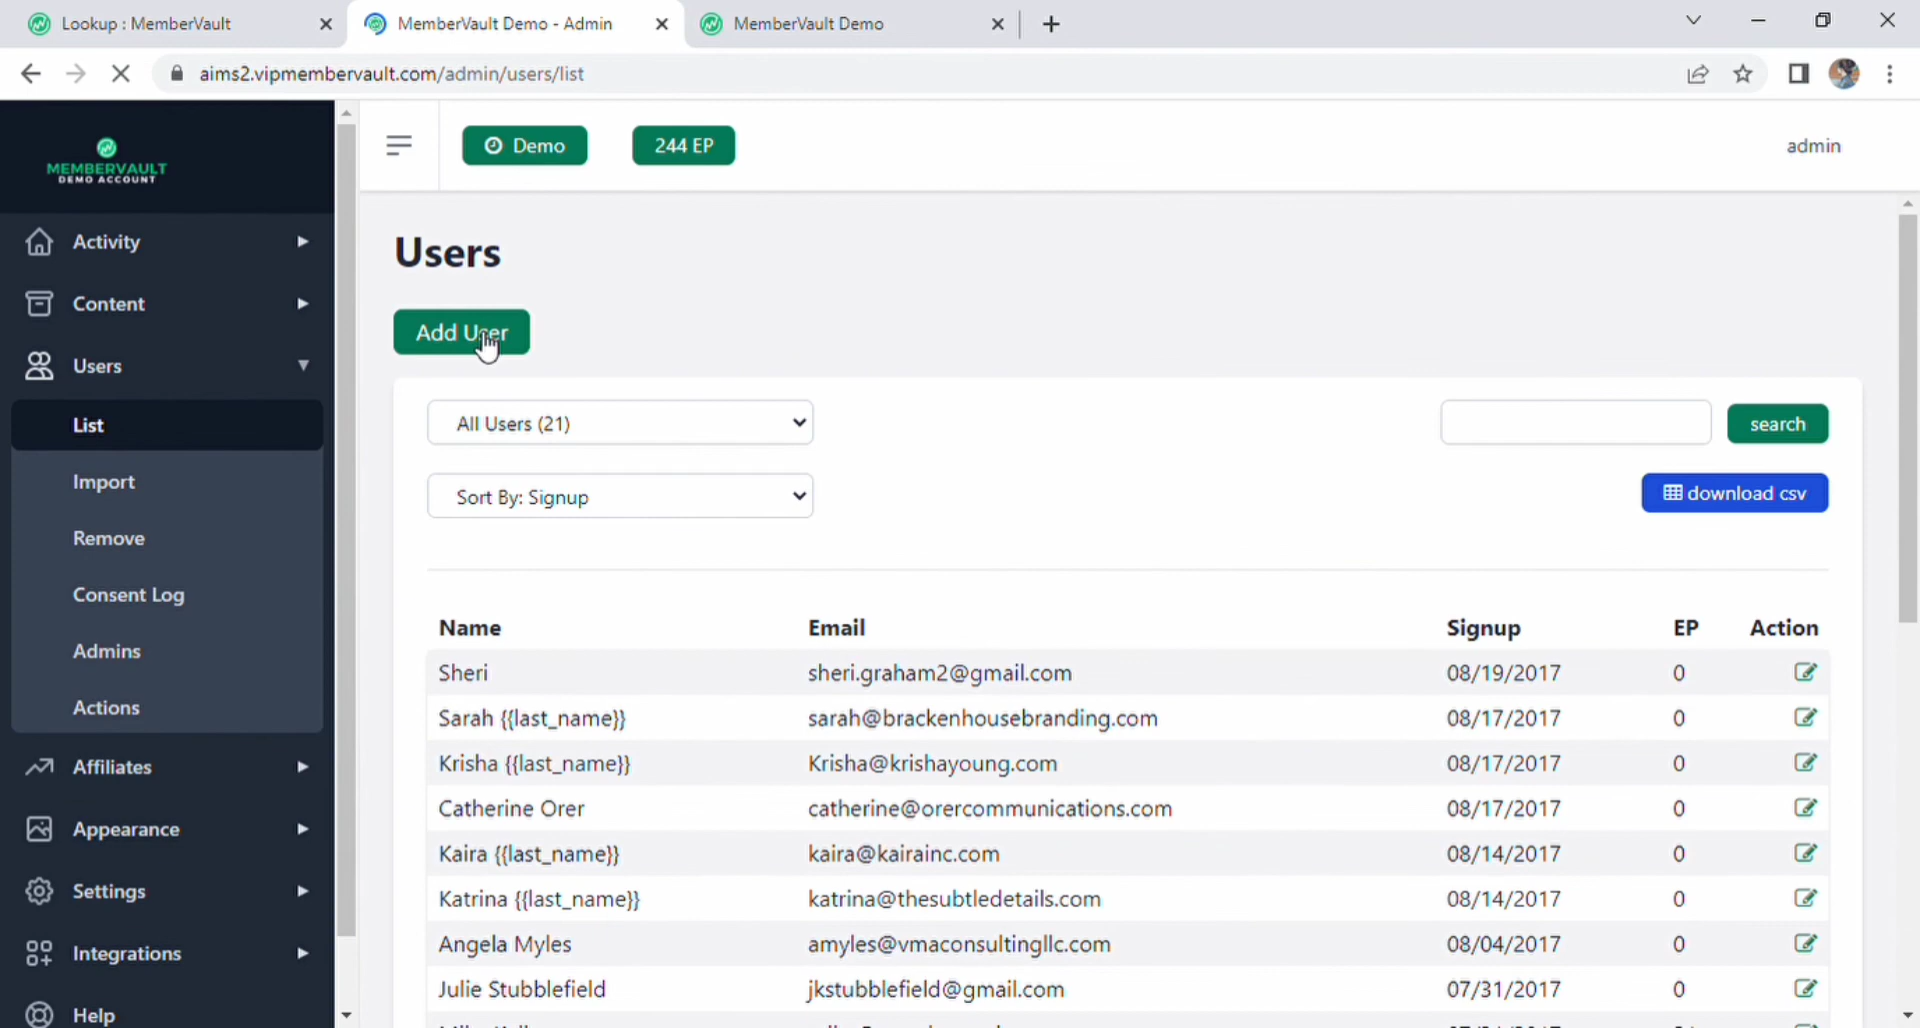 Lookup : MemberVault
MemberVault Demo - Admin
MemberVault Demo
aims2.vipmembervault.com/admin/users/list
MEMBERVAULT
DEMO ACCOUNT
Demo
244 EP
admin
Activity
Content
Users
List
Import
Remove
Consent Log
Admins
Actions
Affiliates
Appearance
Settings
Integrations
Help
Users
Add User
All Users (21)
search
Sort By: Signup
download csv
Name Email Signup EP Action
Sheri sheri.graham2@gmail.com 08/19/2017 0
Sarah {{last_name}} sarah@brackenhousebranding.com 08/17/2017 0
Krisha {{last_name}} Krisha@krishayoung.com 08/17/2017 0
Catherine Orer catherine@orercommunications.com 08/17/2017 0
Kaira {{last_name}} kaira@kairainc.com 08/14/2017 0
Katrina {{last_name}} katrina@thesubtledetails.com 08/14/2017 0
Angela Myles amyles@vmaconsultingllc.com 08/04/2017 0
Julie Stubblefield jkstubblefield@gmail.com 07/31/2017 0